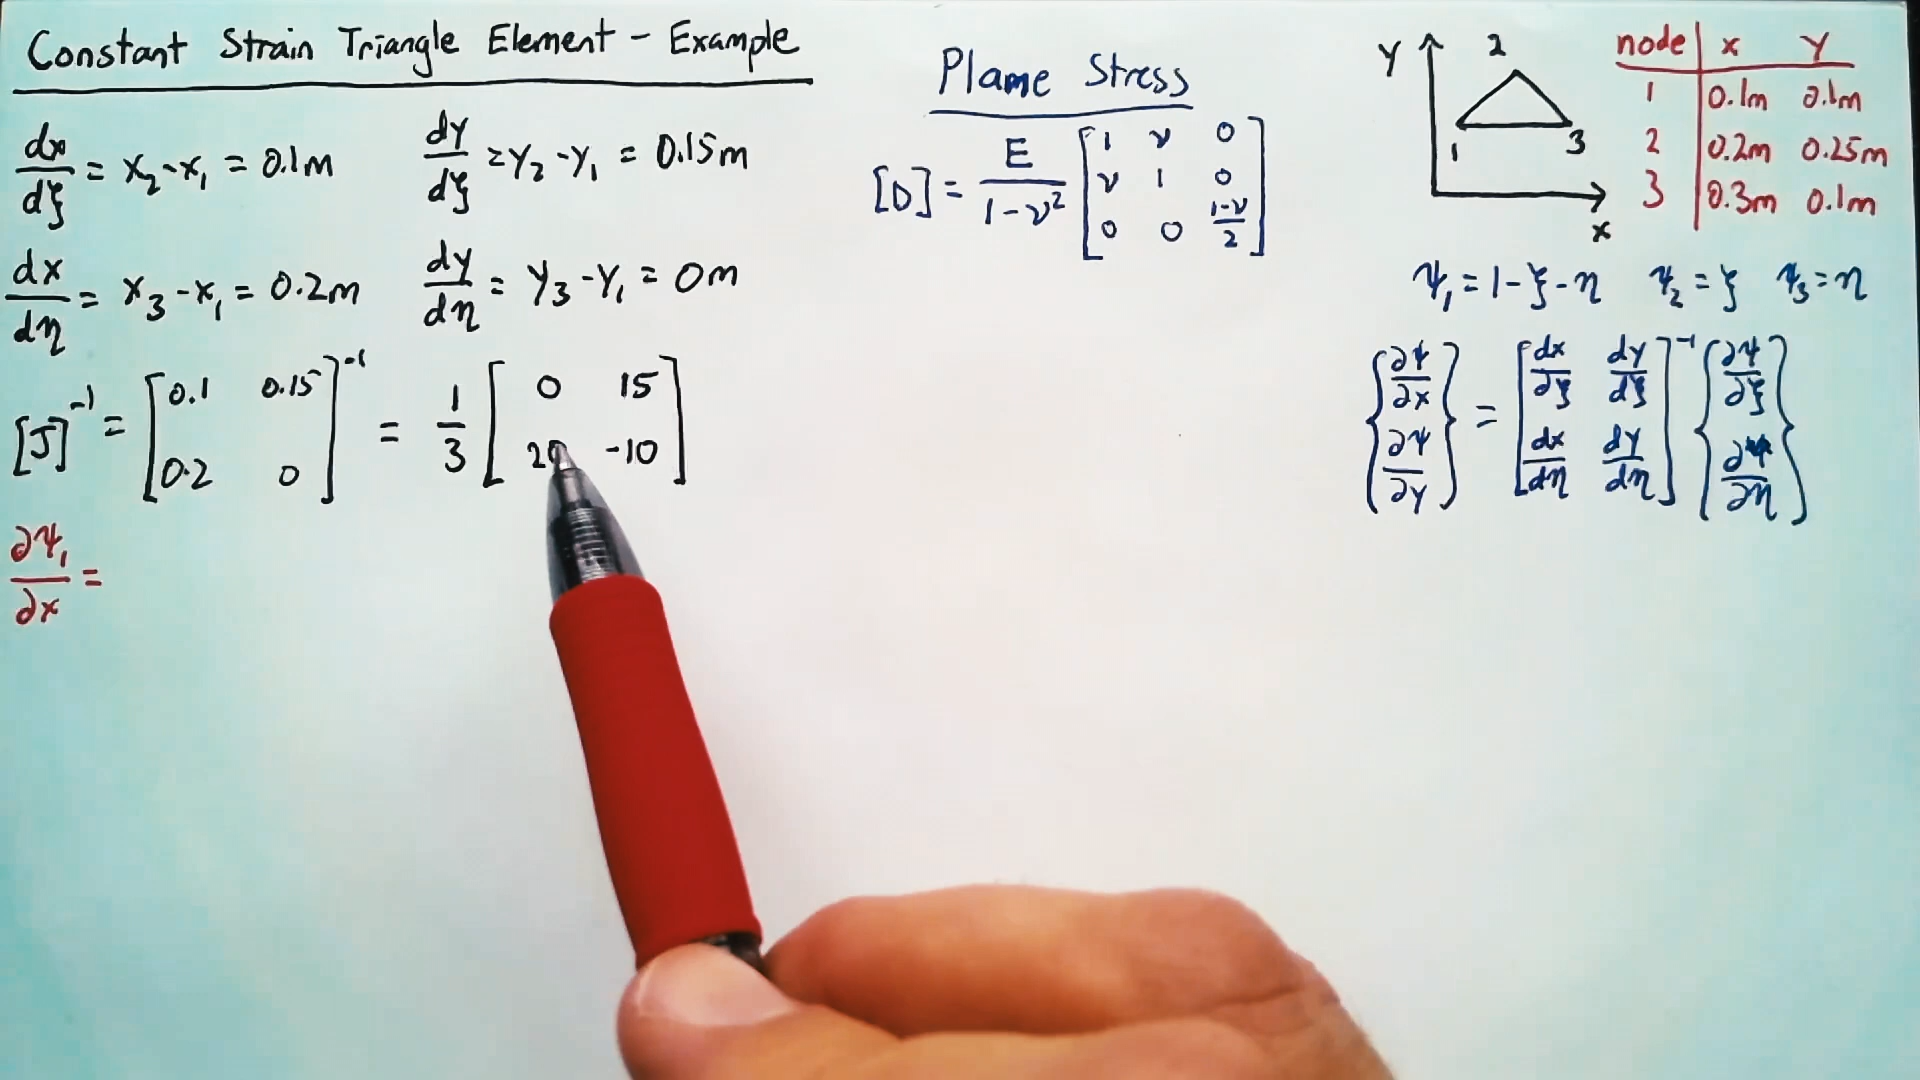 Constant Strain Triangle Element - Example
dx/dξ = x₂-x₁ = 0.1m
dy/dξ = y₂-y₁ = 0.15m
dx/dη = x₃-x₁ = 0.2m
dy/dη = y₃-y₁ = 0m
[J]⁻¹ = [0.1 0.15; 0.2 0]⁻¹ = 1/3 [0 15; 20 -10]
∂ψ₁/∂x =
Plame Stress
[D] = E/(1-ν²) [1 ν 0; ν 1 0; 0 0 (1-ν)/2]
Y
2
1
3
x
node x Y
1 0.1m 0.1m
2 0.2m 0.25m
3 0.3m 0.1m
ψ₁ = 1-ξ-η ψ₂ = ξ ψ₃ = η
{∂ψ/∂x; ∂ψ/∂y} = [dx/dξ dy/dξ; dx/dη dy/dη]⁻¹ {∂ψ/∂ξ; ∂ψ/∂η}